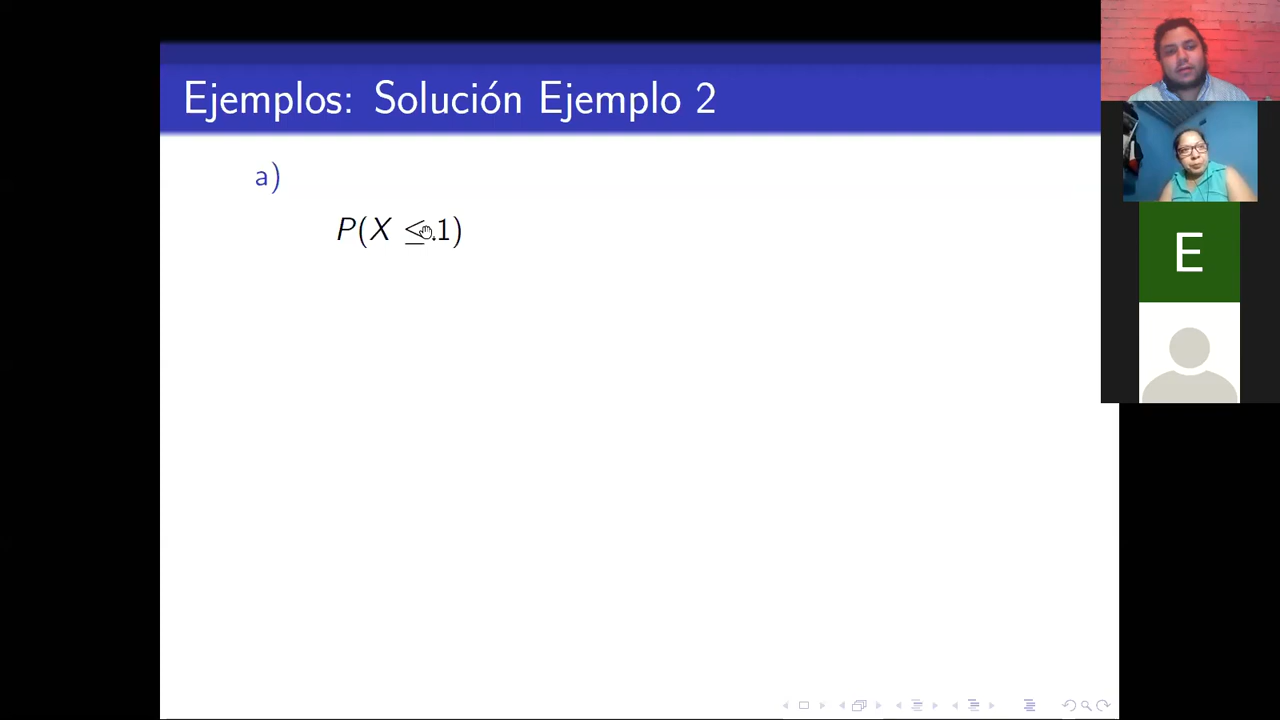 Ejemplos: Solución Ejemplo 2
a)
P(X ≤ .1)
E